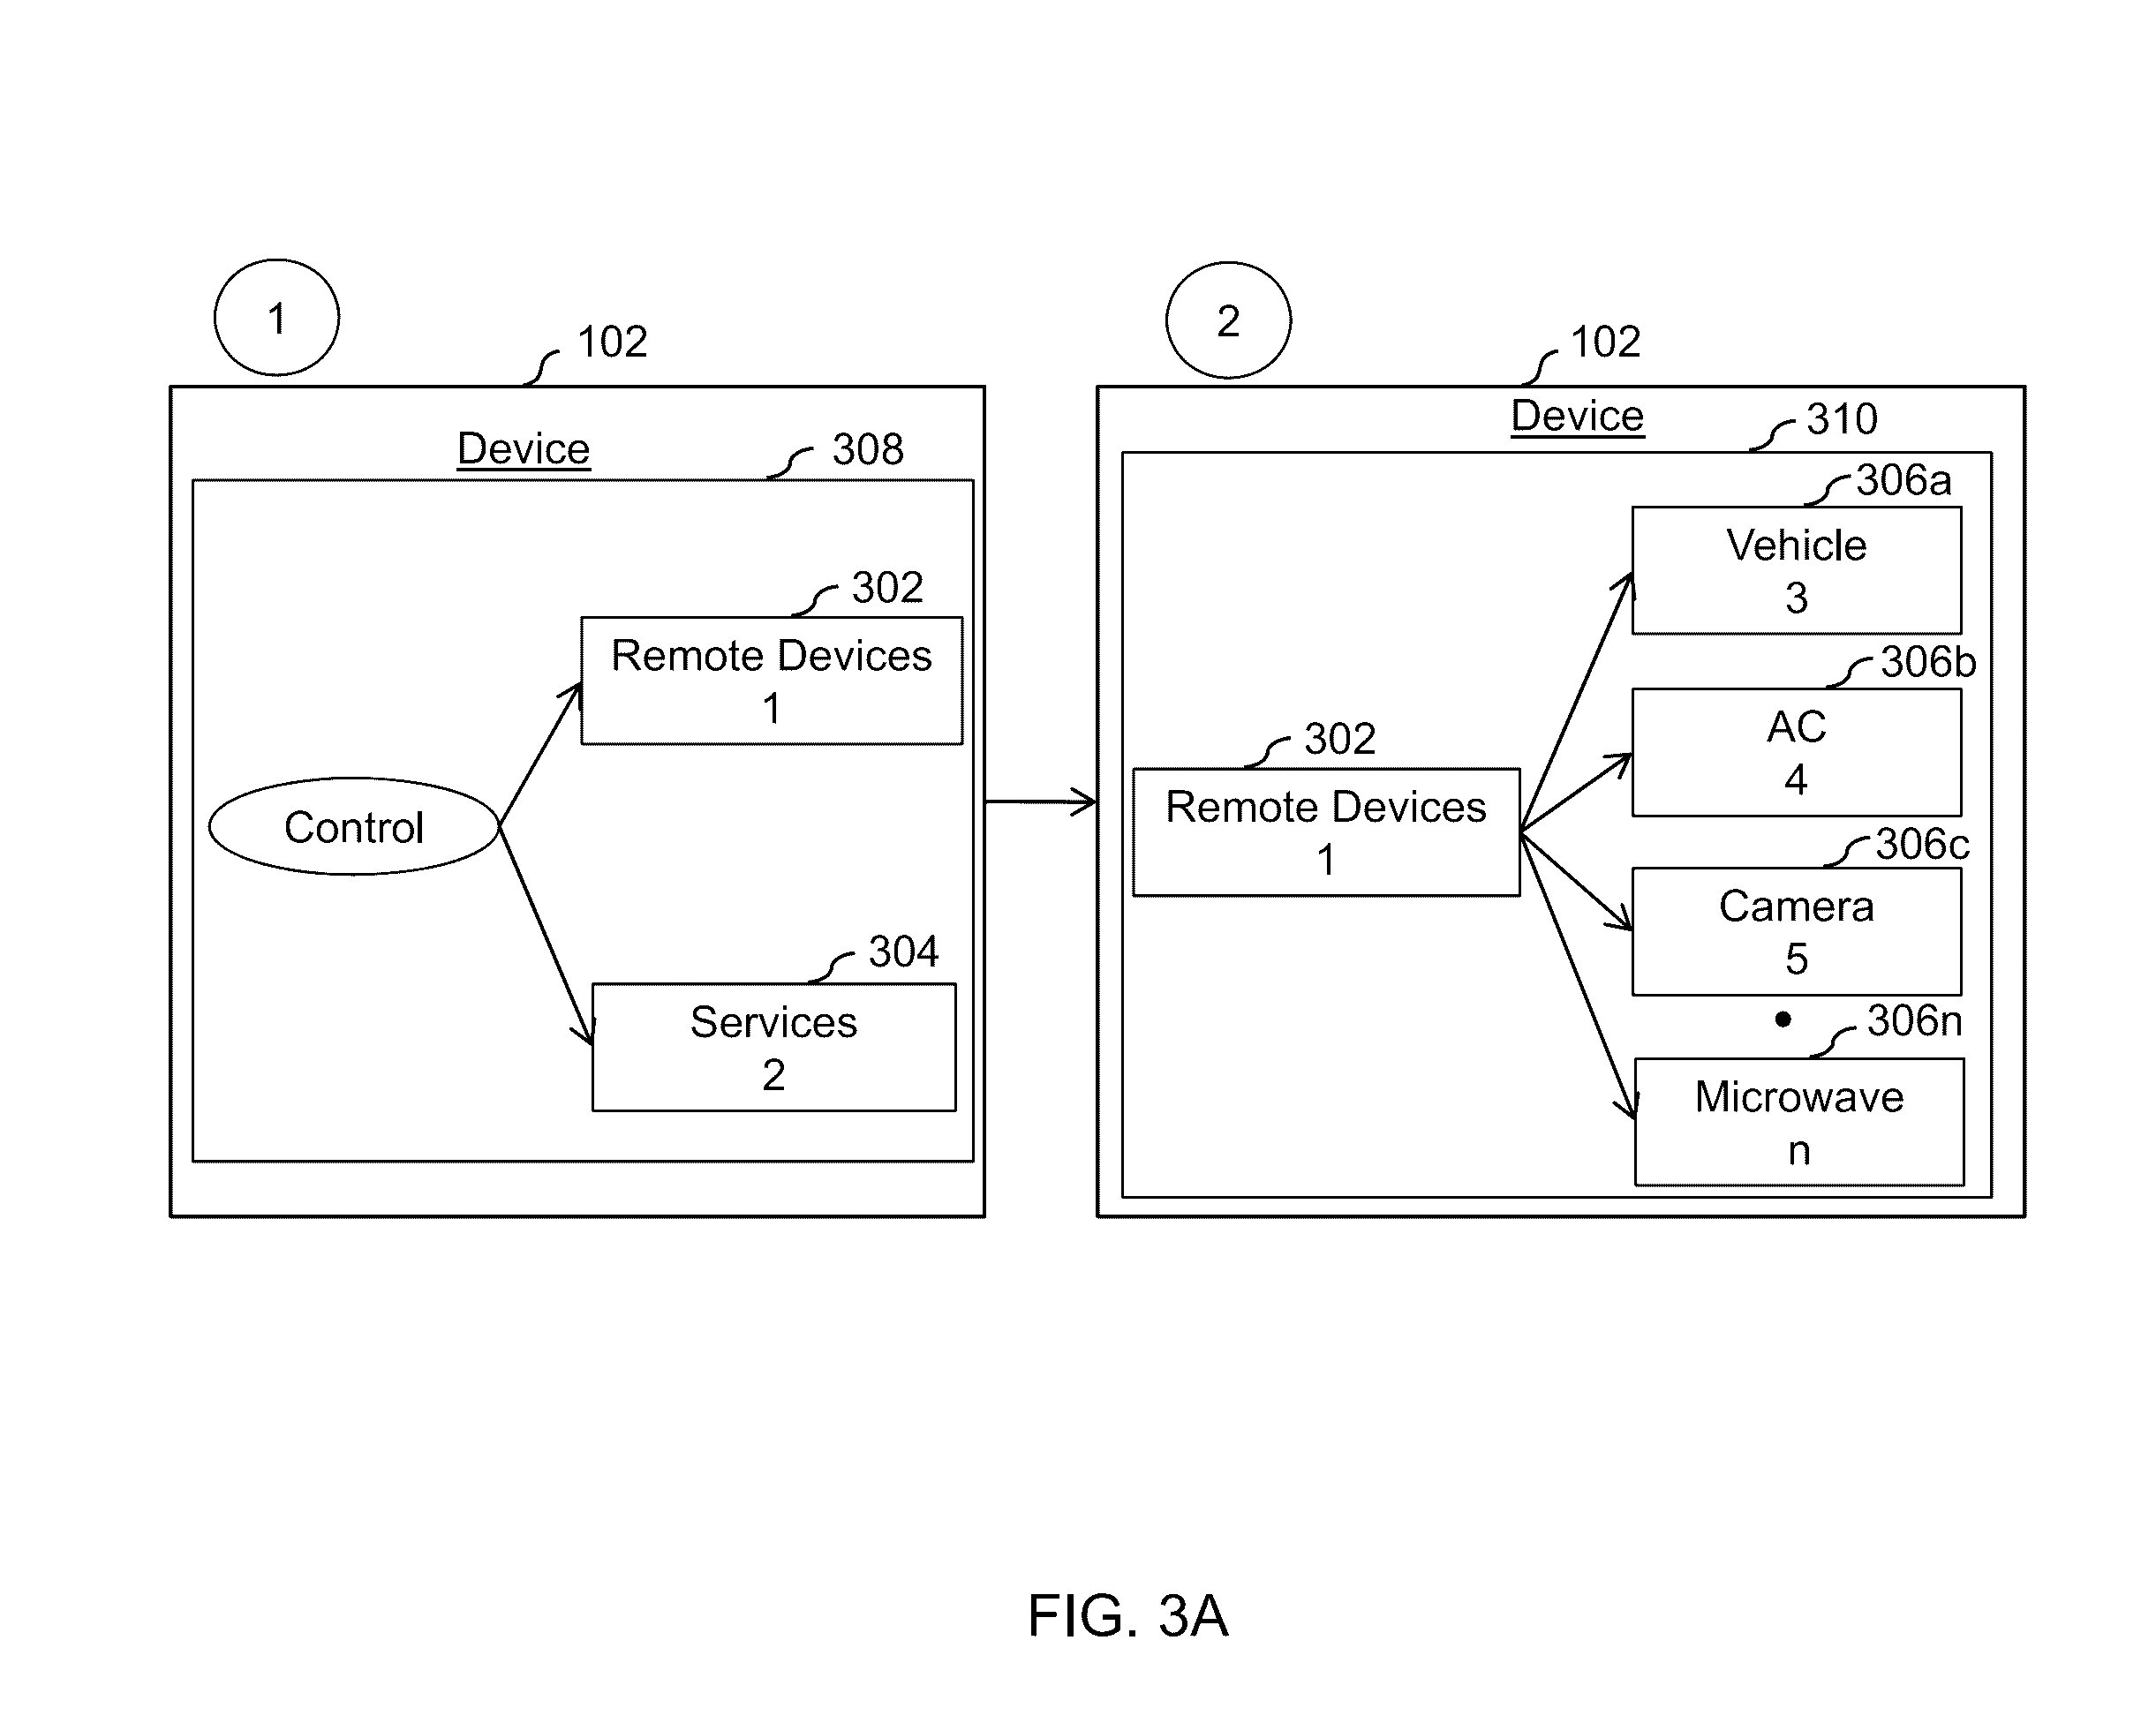 1
102
Device
308
302
Remote Devices
1
Control
304
Services
2
2
102
Device
310
306a
Vehicle
3
306b
AC
4
302
Remote Devices
1
306c
Camera
5
306n
Microwave
n
FIG. 3A